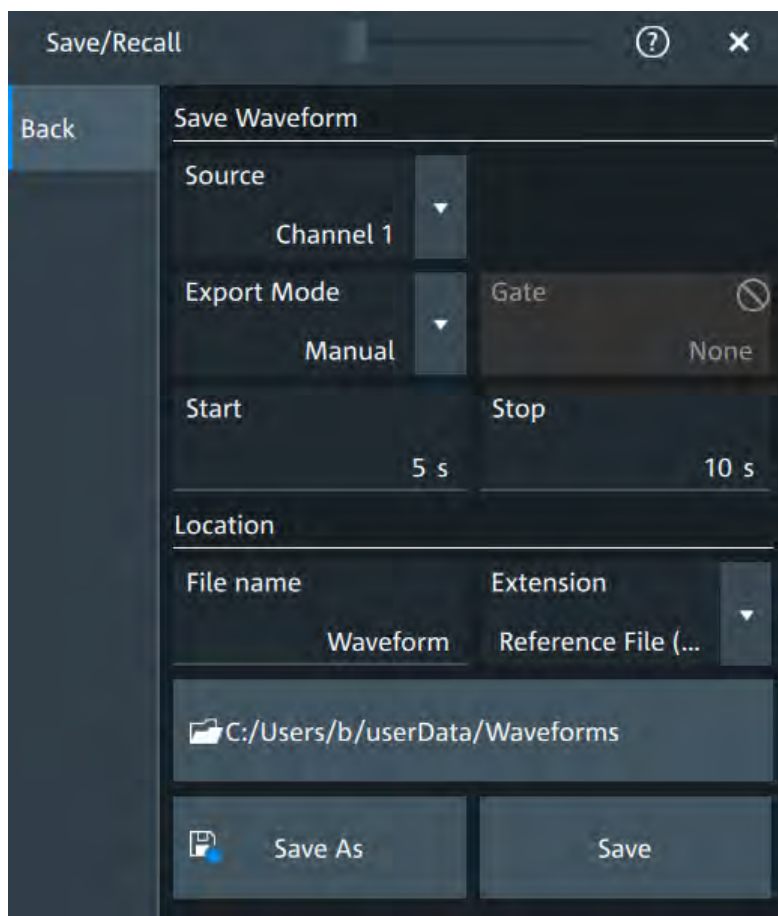 Save/Recall
Back
Save Waveform
Source
Channel 1
Export Mode
Manual
Gate
None
Start
5 s
Stop
10 s
Location
File name
Waveform
Extension
Reference File (...
C:/Users/b/userData/Waveforms
Save As
Save